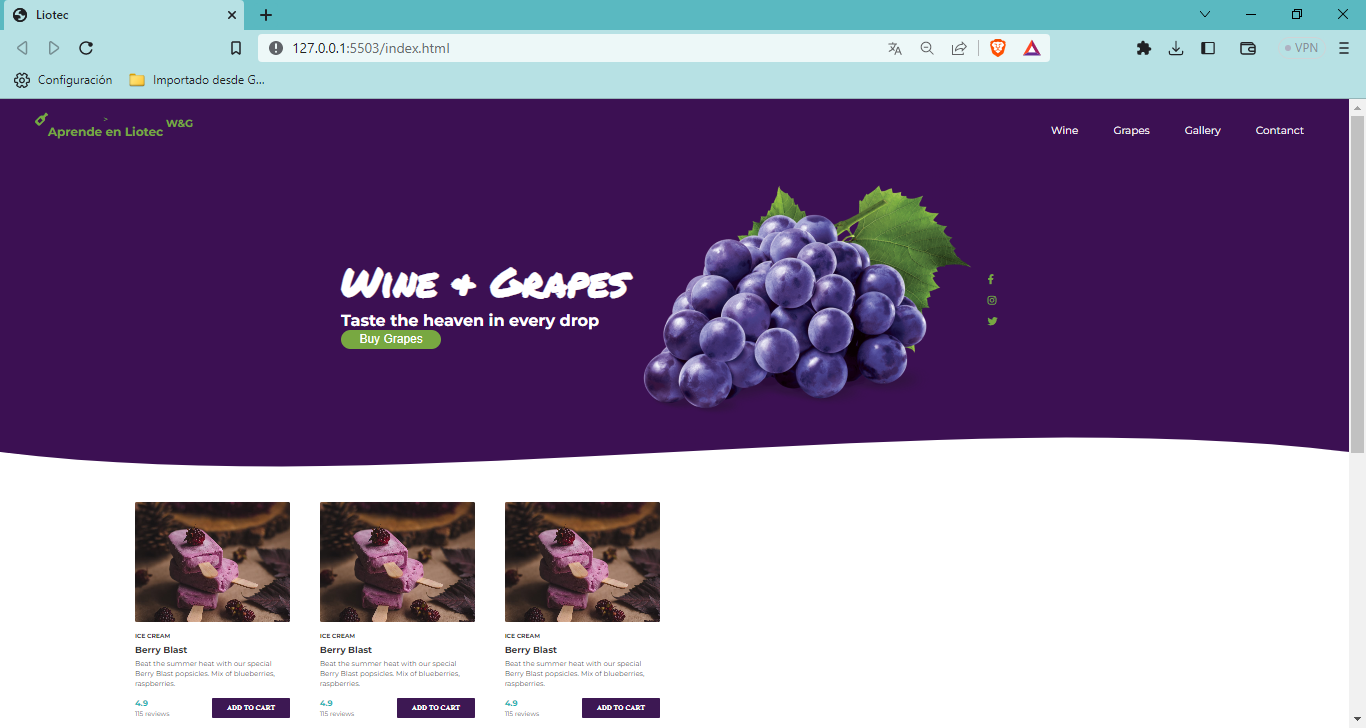 Liotec
127.0.0.1:5503/index.html
VPN
Configuración
Importado desde G...
>
Aprende en Liotec
W&G
Wine
Grapes
Gallery
Contanct
Wine & Grapes
Taste the heaven in every drop
Buy Grapes
ICE CREAM
Berry Blast
Beat the summer heat with our special
Berry Blast popsicles. Mix of blueberries,
raspberries.
4.9
115 reviews
ADD TO CART
ICE CREAM
Berry Blast
Beat the summer heat with our special
Berry Blast popsicles. Mix of blueberries,
raspberries.
4.9
115 reviews
ADD TO CART
ICE CREAM
Berry Blast
Beat the summer heat with our special
Berry Blast popsicles. Mix of blueberries,
raspberries.
4.9
115 reviews
ADD TO CART